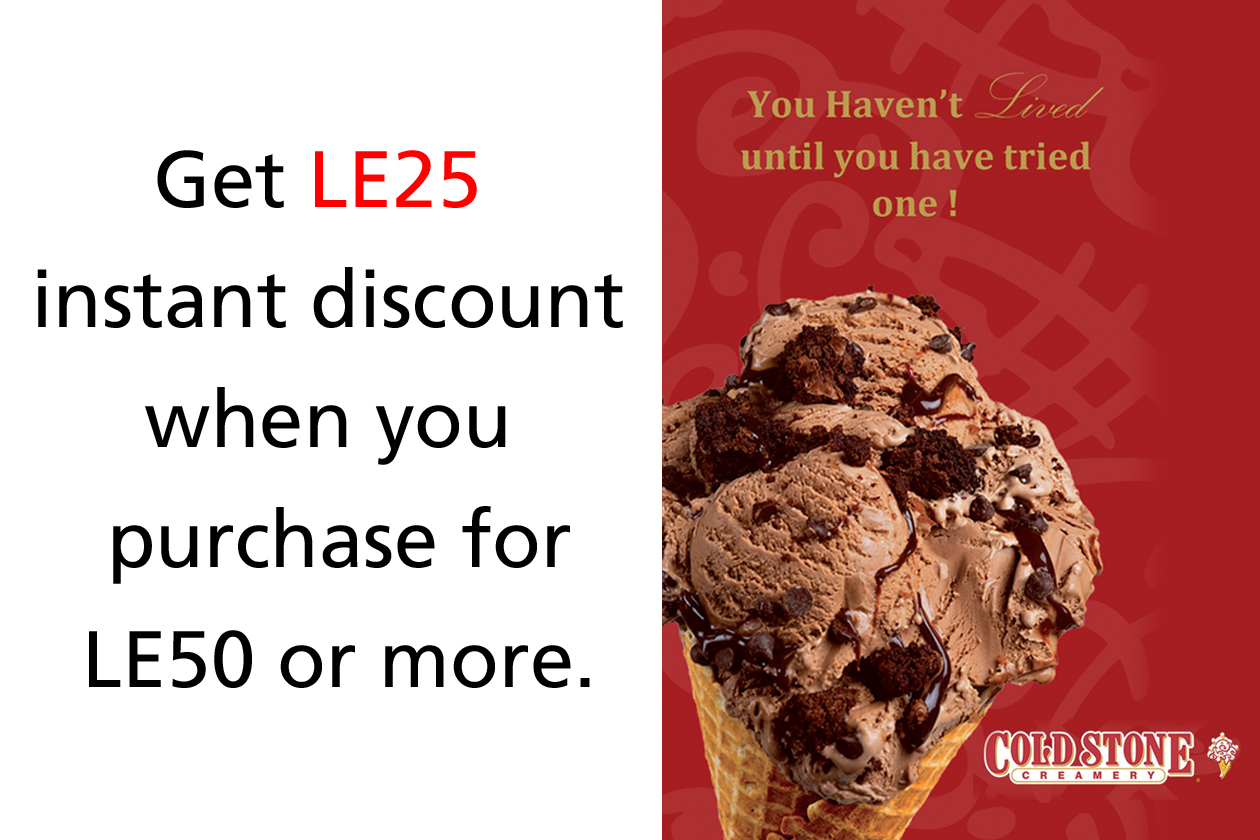 Get LE25
instant discount
when you
purchase for
LE50 or more.
You Haven't Lived
until you have tried
one !
COLD STONE
CREAMERY